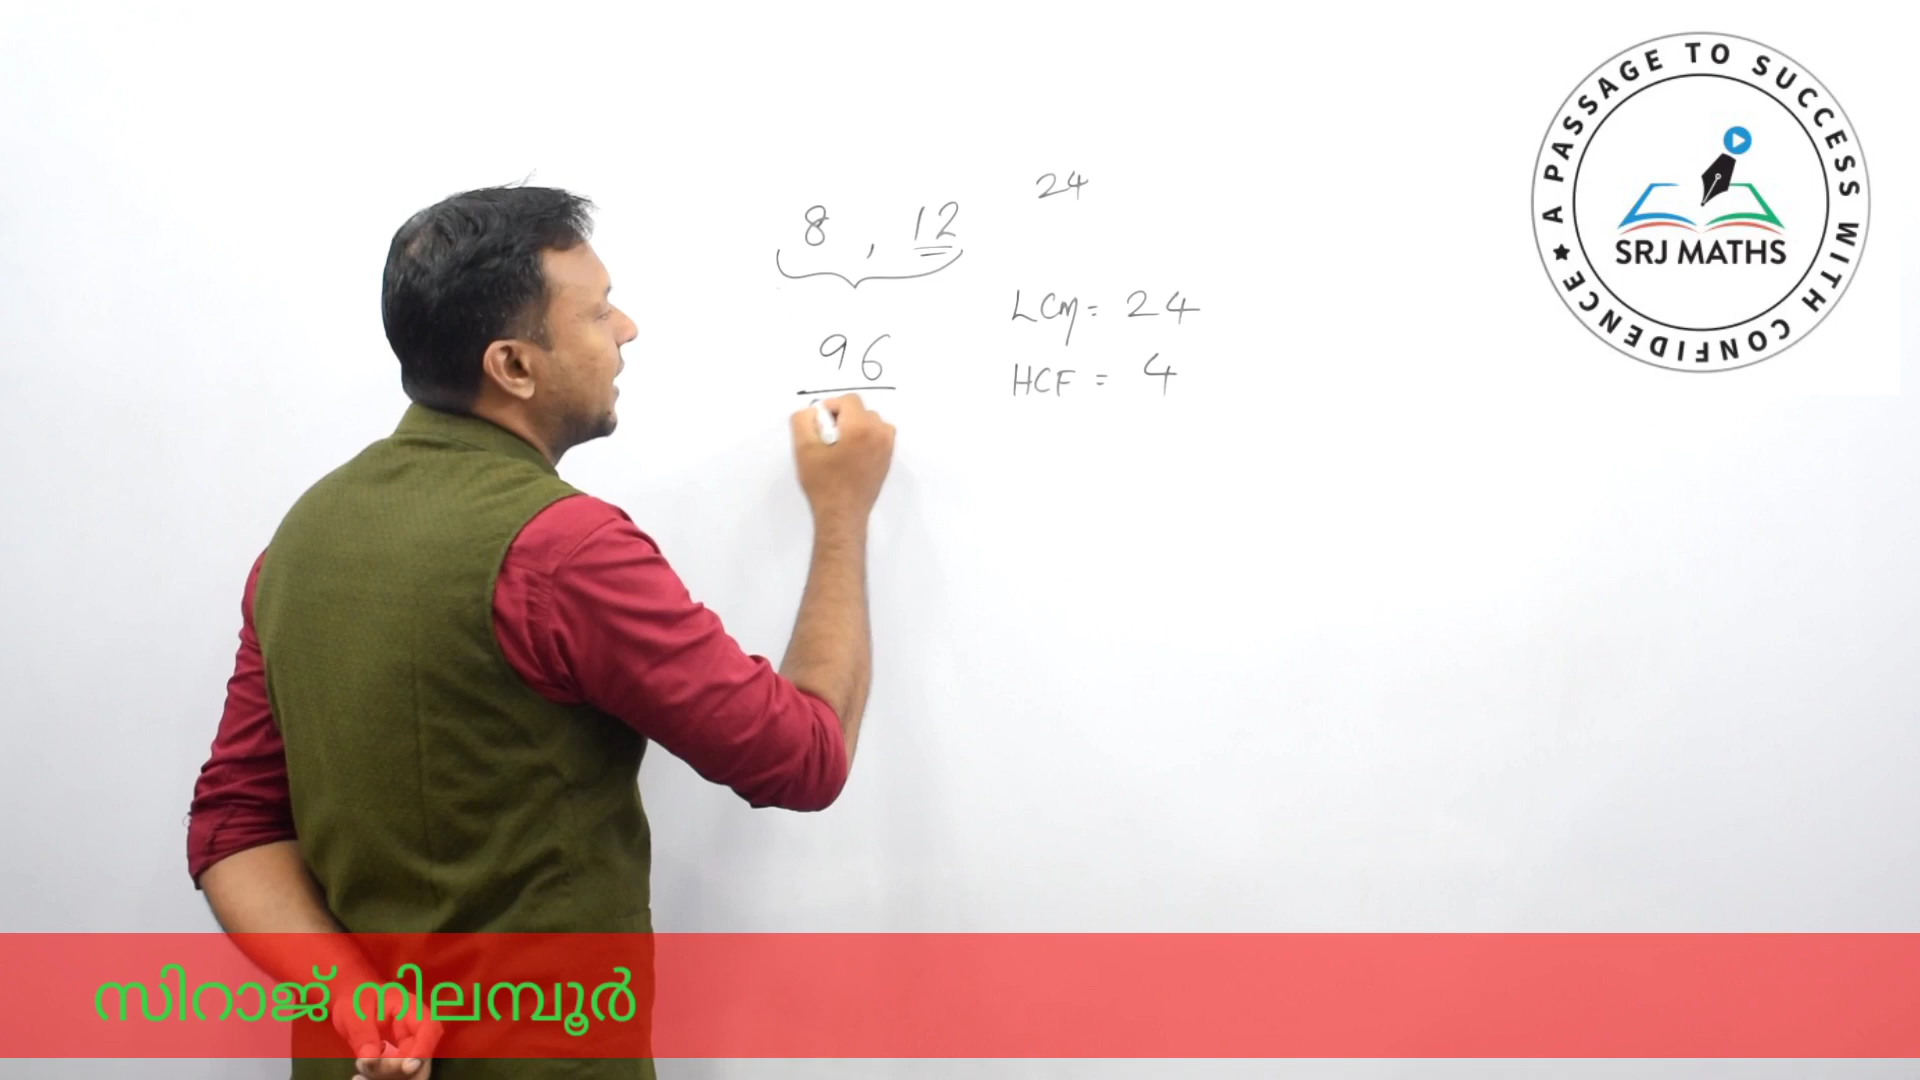 24
8 , 12
LCM = 24
96
HCF = 4
A PASSAGE TO SUCCESS WITH CONFIDENCE ★
SRJ MATHS
സിറാജ് നിലമ്പൂർ